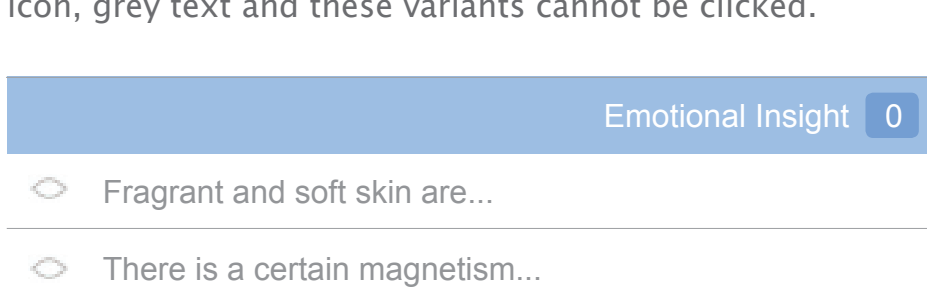 icon, grey text and these variants cannot be clicked.
Emotional Insight 0
Fragrant and soft skin are...
There is a certain magnetism...